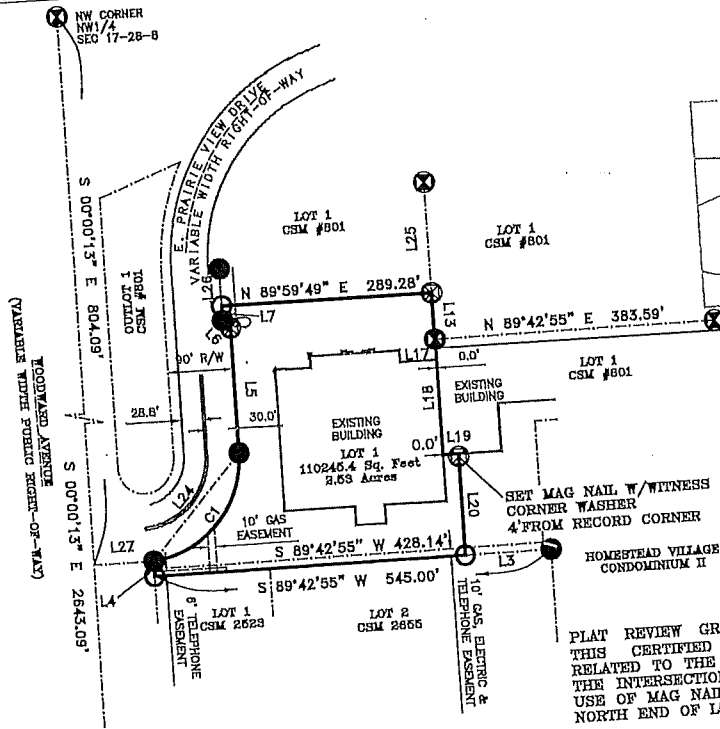 NW CORNER
NW1/4
SEC 17-28-8
E. PRAIRIE VIEW DRIVE
VARIABLE WIDTH RIGHT-OF-WAY
S 00°00'13" E 804.09'
OUTLOT 1
CSM #801
WOODWARD AVENUE
(VARIABLE WIDTH PUBLIC RIGHT-OF-WAY)
S 00°00'13" E 2643.09'
LOT 1
CSM #801
L25
LOT 1
CSM #801
L26
N 89°59'49" E 289.28'
L7
L6
L13
N 89°42'55" E 383.59'
90' R/W
L5
L17
0.0'
LOT 1
CSM #801
L18
EXISTING
BUILDING
28.8'
30.0'
EXISTING
BUILDING
LOT 1
110245.4 Sq. Feet
2.53 Acres
0.0'
L19
L24
C1
L20
SET MAG NAIL W/WITNESS
CORNER WASHER
4'FROM RECORD CORNER
10' GAS
EASEMENT
L27
S 89°42'55" W 428.14'
L3
HOMESTEAD VILLAGE
CONDOMINIUM II
L4
S 89°42'55" W 545.00'
6' TELEPHONE
EASEMENT
LOT 1
CSM 2523
LOT 2
CSM 2655
10' GAS, ELECTRIC &
TELEPHONE EASEMENT
PLAT REVIEW GR
THIS CERTIFIED
RELATED TO THE
THE INTERSECTION
USE OF MAG NAIL
NORTH END OF LA